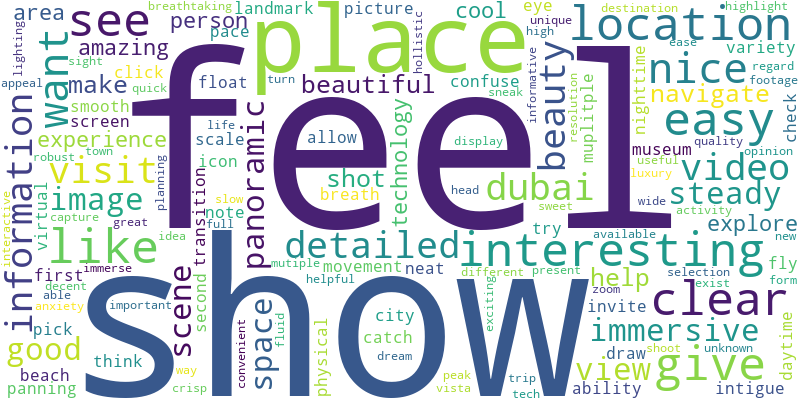 breathtaking
landmark
picture
cool
eye
unique
destination
highlight
area
see
person
pace
place
location
lighting
want
amazing
sight
click
hollistic
high
ease
variety
appeal
make
quick
float
turn
beautiful
confuse
sneak
informative
beauty
nice
regard
footage
smooth
screen
feel
navigate
nighttime
resolution
check
information
experience
scale
life
allow
technology
display
easy
robust
town
icon
panoramic
muplitple
museum
quality
opinion
useful
visit
planning
shot
breath
head
video
luxury
interactive
virtual
image
transition
slow
note
full
dubai
sweet
wide
steady
activity
capture
great
idea
try
available
explore
new
like
detailed
interesting
first
immerse
scene
second
mutiple
movement
neat
different
present
help
selection
exist
fly
form
decent
able
anxiety
important
show
helpful
space
fluid
city
exciting
zoom
invite
clear
pick
good
think
convenient
catch
dream
immersive
draw
shoot
unknown
daytime
beach
way
panning
crisp
physical
peak
vista
trip
tech
view
ability
give
intigue